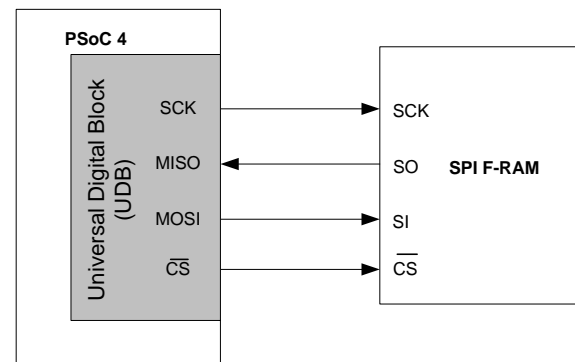 PSoC 4
Universal Digital Block
(UDB)
SCK
MISO
MOSI
CS
SCK
SO
SPI F-RAM
SI
CS